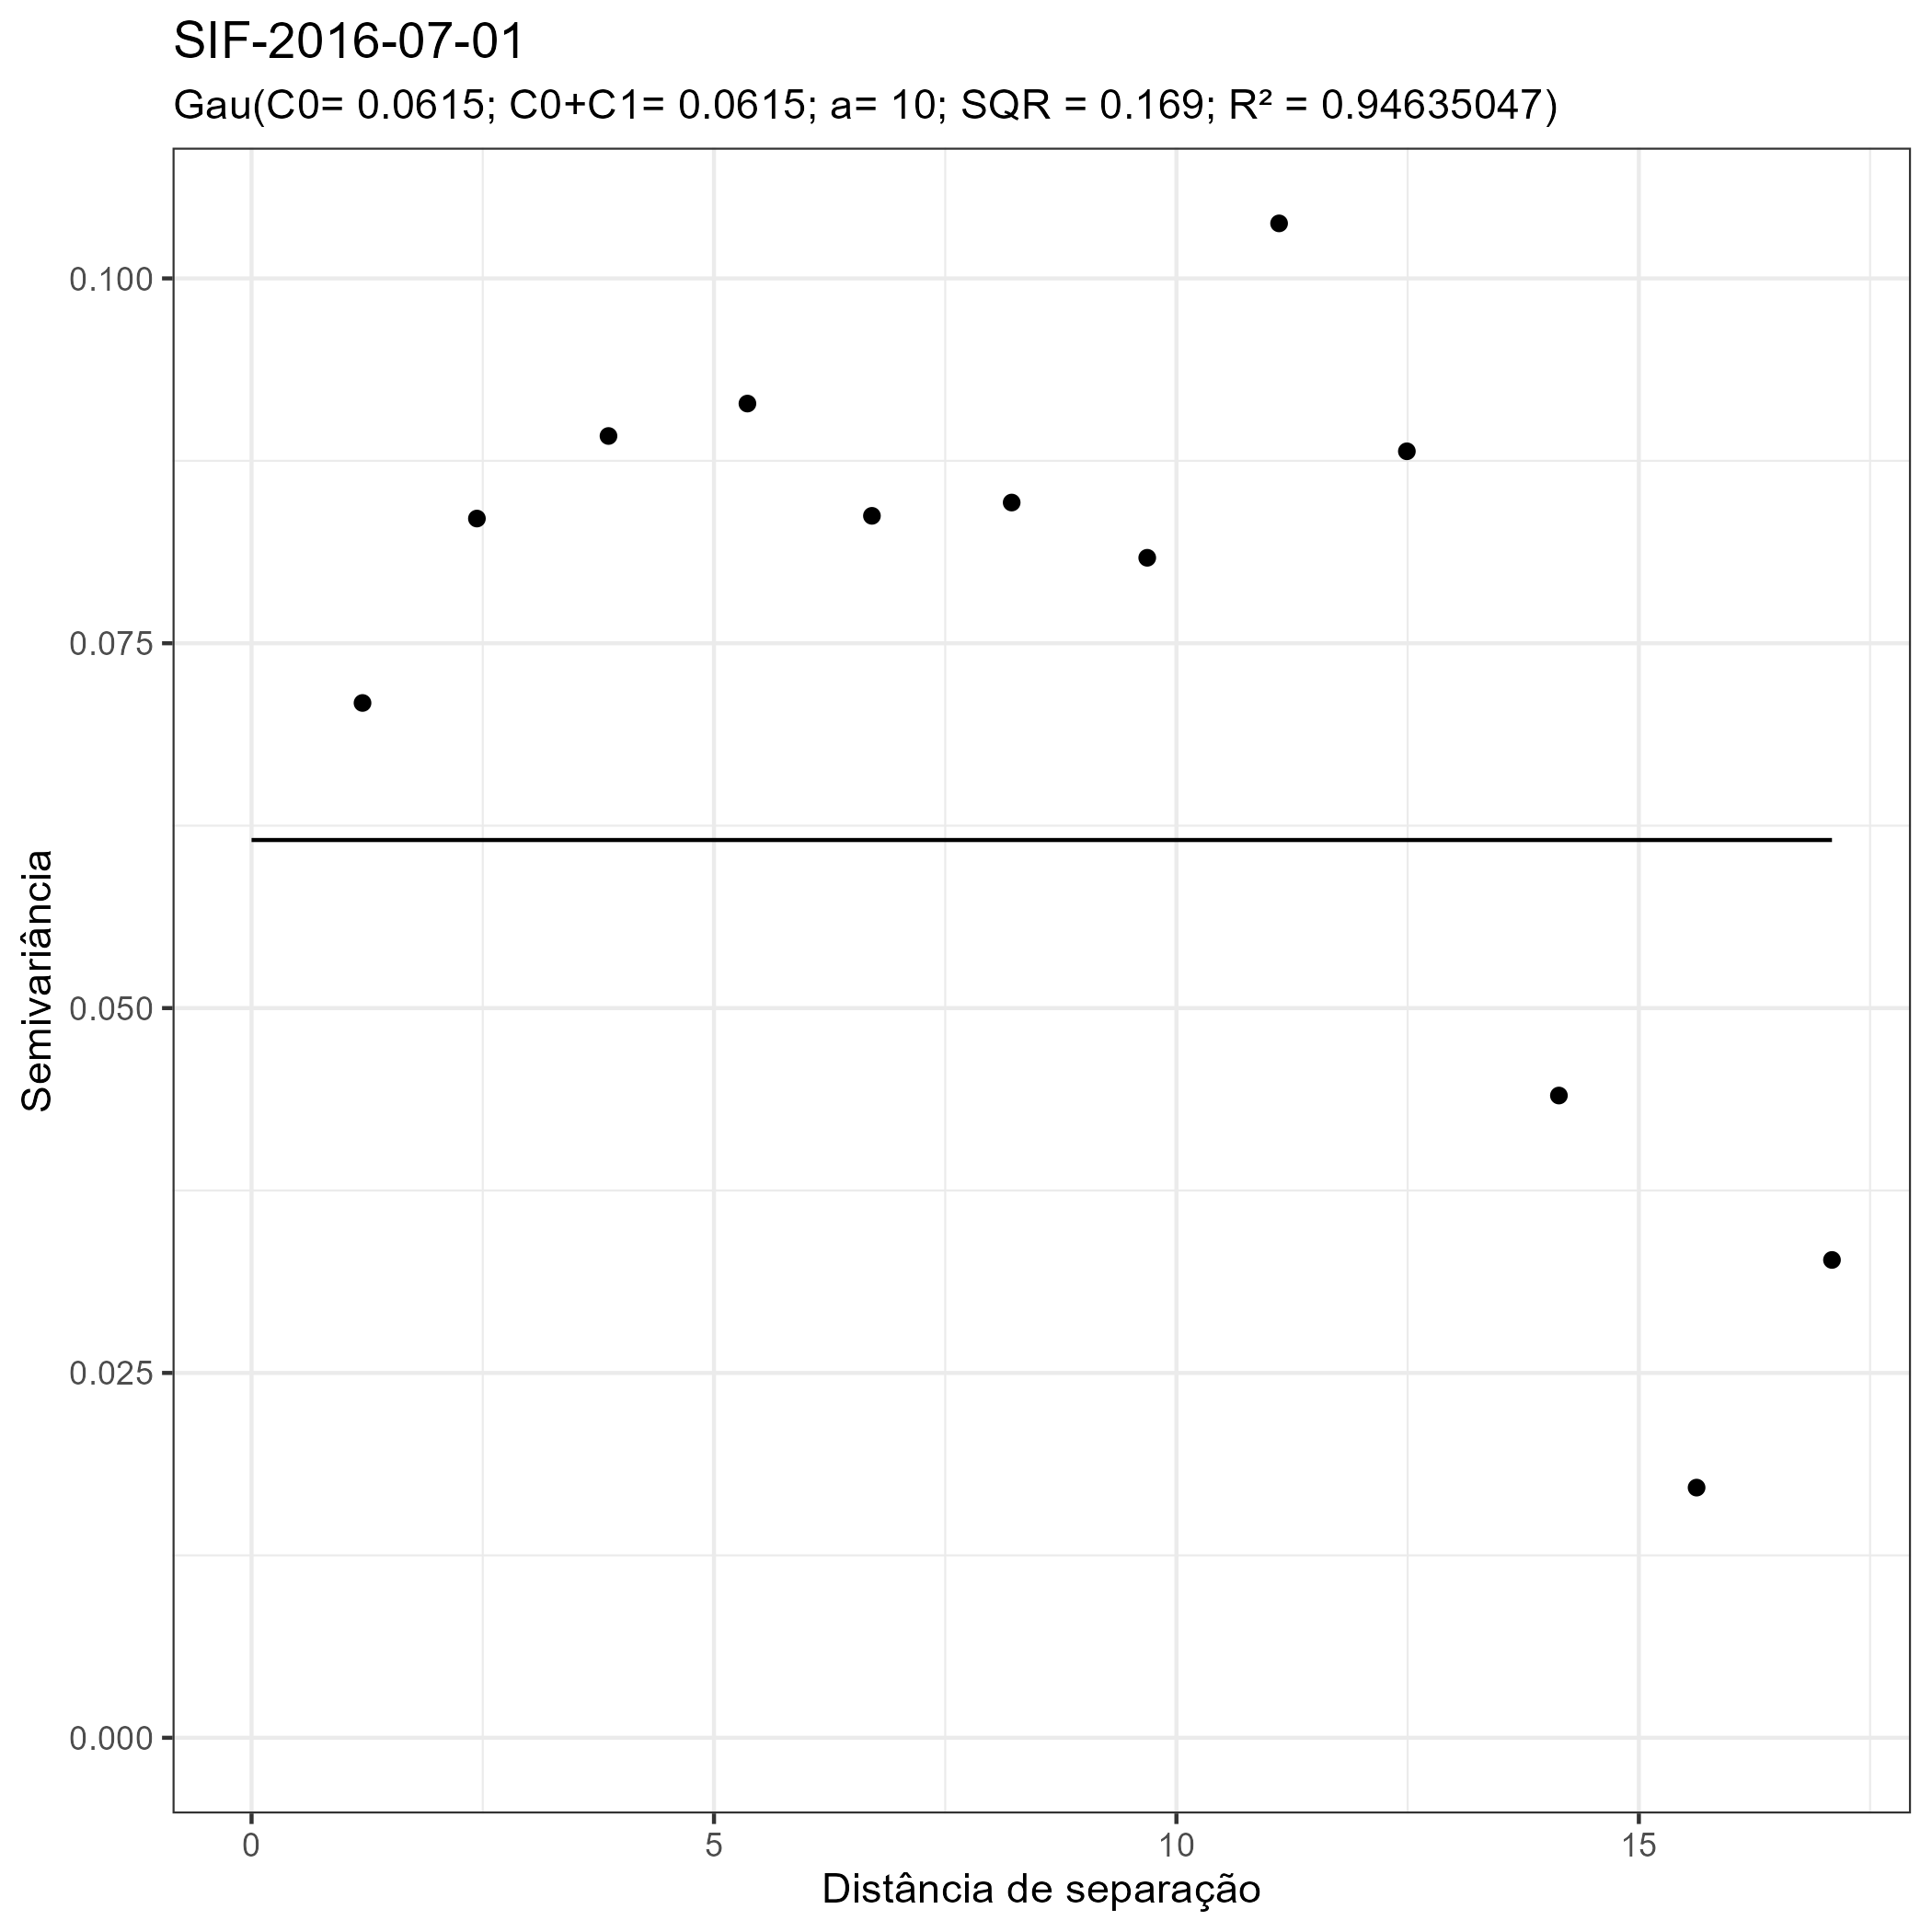 SIF-2016-07-01
Gau(C0= 0.0615; C0+C1= 0.0615; a= 10; SQR = 0.169; R² = 0.94635047)
0.100
0.075
0.050
0.025
0.000
Semivariância
0 5 10 15
Distância de separação